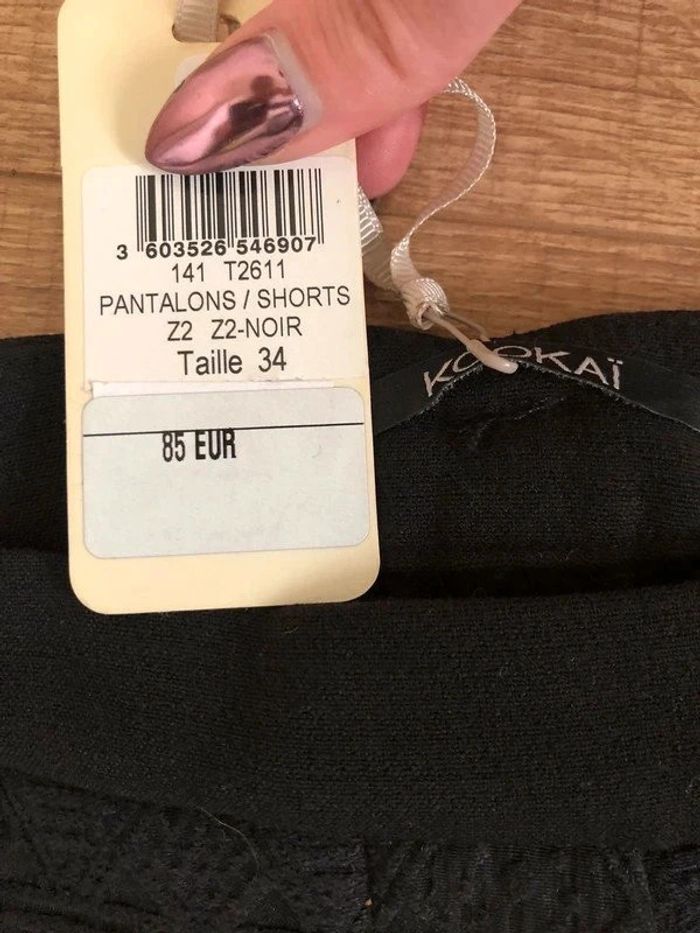 3 603526 546907
141 T2611
PANTALONS / SHORTS
Z2 Z2-NOIR
Taille 34
85 EUR
KOOKAÏ